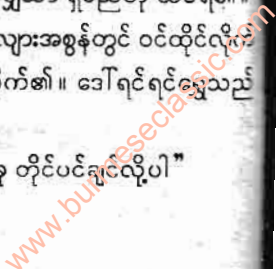 လျားအစွန်တွင် ဝင်ထိုင်လိုက်
က်၏။ ဒေါ်ရင်ရင်ရွှေသည်
တိုင်ပင်ချင်လို့ပါ”
www.burmeseclassic.com